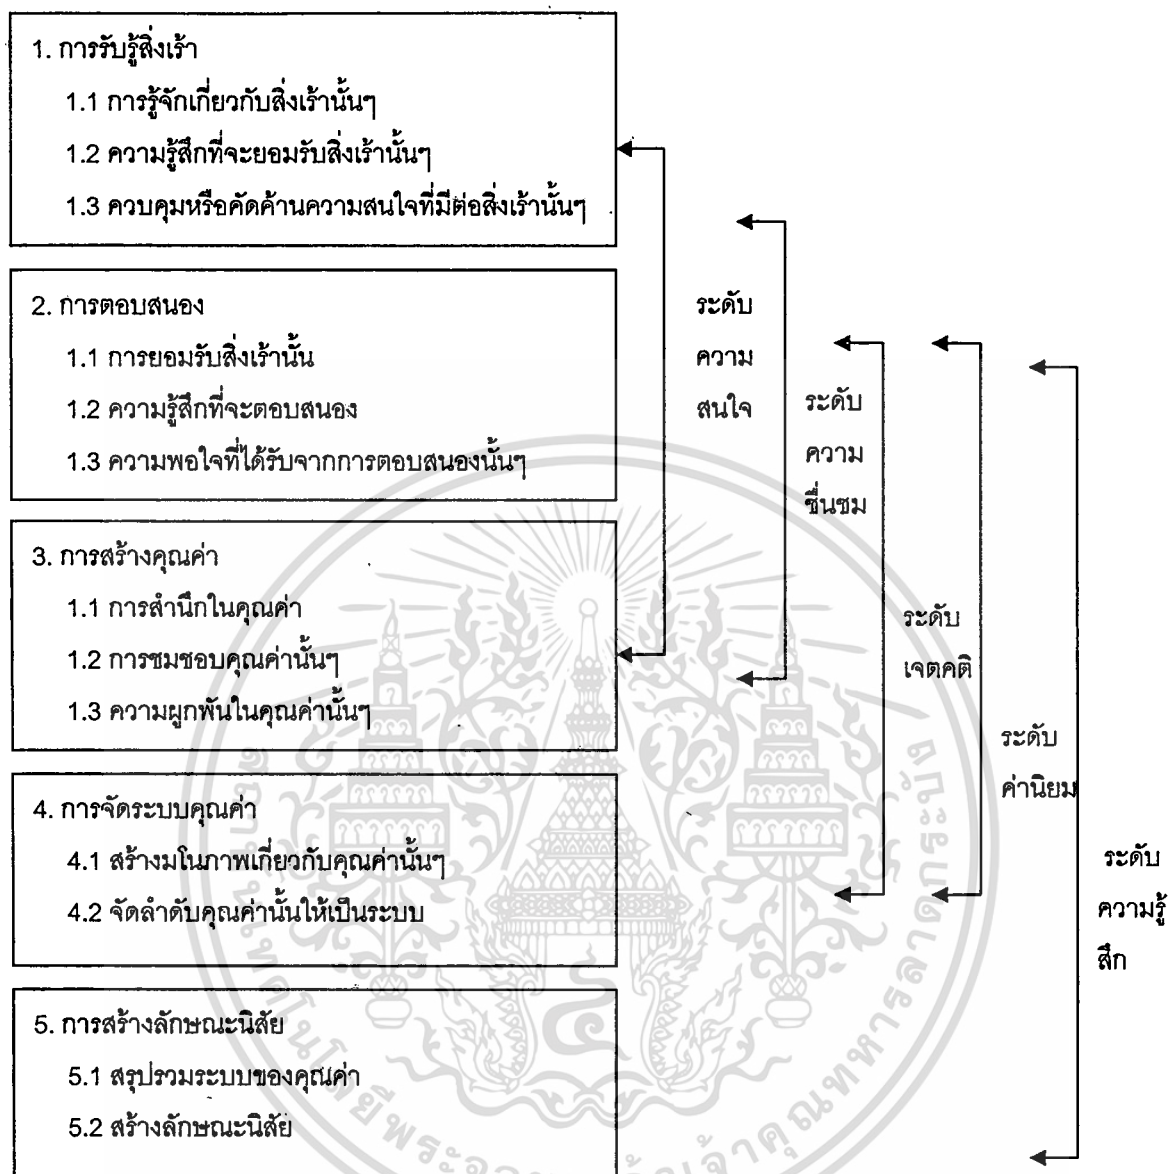 1. การรับรู้สิ่งเร้า
1.1 การรู้จักเกี่ยวกับสิ่งเร้านั้นๆ
1.2 ความรู้สึกที่จะยอมรับสิ่งเร้านั้นๆ
1.3 ควบคุมหรือคัดค้านความสนใจที่มีต่อสิ่งเร้านั้นๆ
2. การตอบสนอง
1.1 การยอมรับสิ่งเร้านั้น
1.2 ความรู้สึกที่จะตอบสนอง
1.3 ความพอใจที่ได้รับจากการตอบสนองนั้นๆ
3. การสร้างคุณค่า
1.1 การสำนึกในคุณค่า
1.2 การชมชอบคุณค่านั้นๆ
1.3 ความผูกพันในคุณค่านั้นๆ
4. การจัดระบบคุณค่า
4.1 สร้างมโนภาพเกี่ยวกับคุณค่านั้นๆ
4.2 จัดลำดับคุณค่านั้นให้เป็นระบบ
5. การสร้างลักษณะนิสัย
5.1 สรุปรวมระบบของคุณค่า
5.2 สร้างลักษณะนิสัย
ระดับ
ความ
สนใจ
ระดับ
ความ
ชื่นชม
ระดับ
เจตคติ
ระดับ
ค่านิยม
ระดับ
ความรู้
สึก